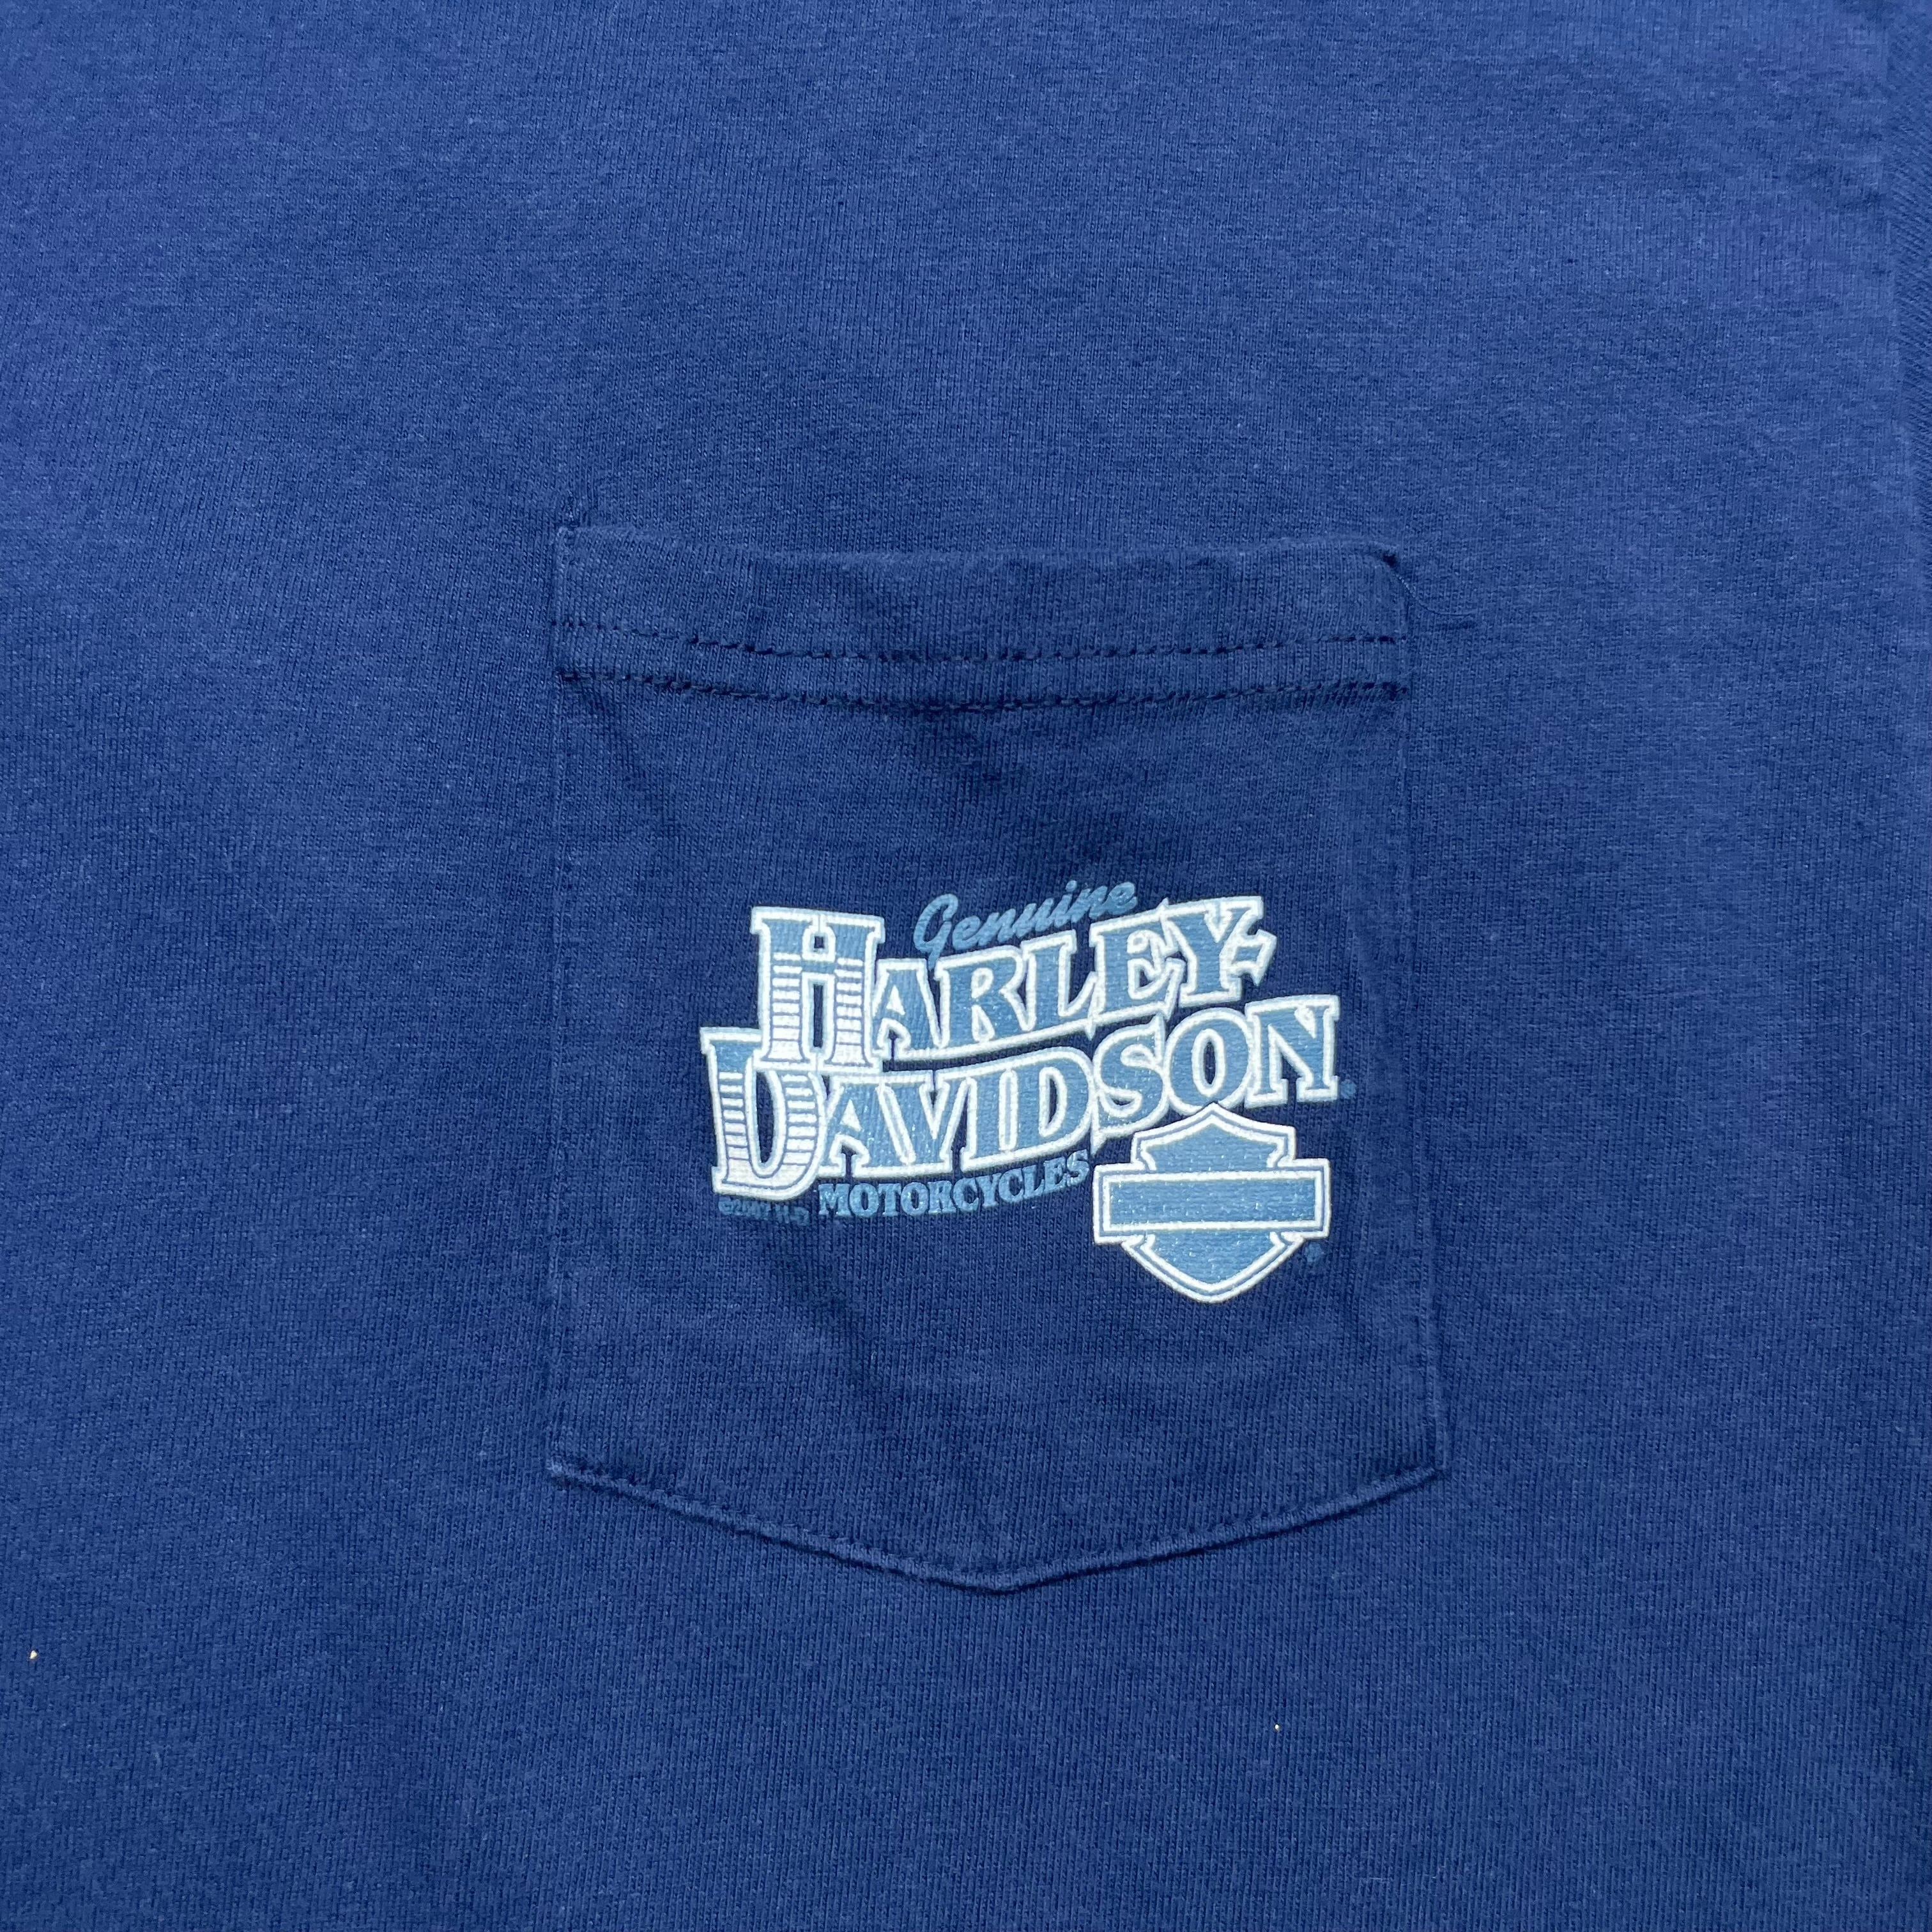 Genuine
HARLEY-
DAVIDSON
MOTORCYCLES
H-D